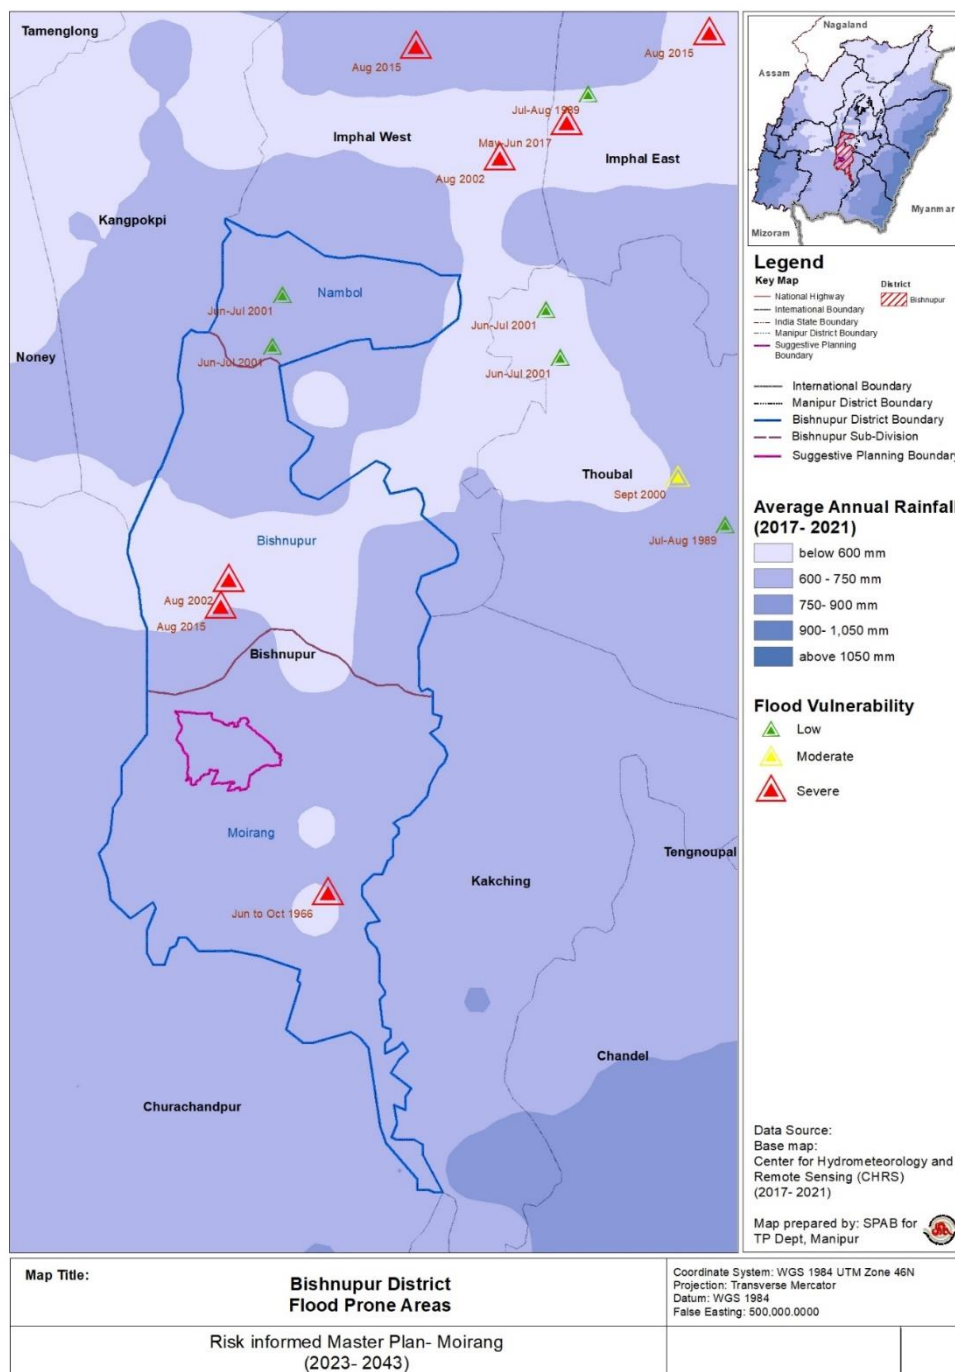 Tamenglong
Aug 2015
Aug 2015
Jul-Aug 1989
Imphal West
May-Jun 2017
Imphal East
Aug 2002
Kangpokpi
Nambol
Jun-Jul 2001
Jun-Jul 2001
Noney
Jun-Jul 2001
Jun-Jul 2001
Thoubal
Sept 2000
Bishnupur
Jul-Aug 1989
Aug 2002
Aug 2015
Bishnupur
Moirang
Tengnoupal
Kakching
Jun to Oct 1966
Chandel
Churachandpur
Nagaland
Assam
Myanmar
Mizoram
Legend
Key Map
District
National Highway
Bishnupur
International Boundary
India State Boundary
Manipur District Boundary
Suggestive Planning
Boundary
International Boundary
Manipur District Boundary
Bishnupur District Boundary
Bishnupur Sub-Division
Suggestive Planning Boundary
Average Annual Rainfall
(2017- 2021)
below 600 mm
600 - 750 mm
750- 900 mm
900- 1,050 mm
above 1050 mm
Flood Vulnerability
Low
Moderate
Severe
Data Source:
Base map:
Center for Hydrometeorology and
Remote Sensing (CHRS)
(2017- 2021)
Map prepared by: SPAB for
TP Dept, Manipur
Map Title:
Bishnupur District
Flood Prone Areas
Risk informed Master Plan- Moirang
(2023- 2043)
Coordinate System: WGS 1984 UTM Zone 46N
Projection: Transverse Mercator
Datum: WGS 1984
False Easting: 500,000.0000